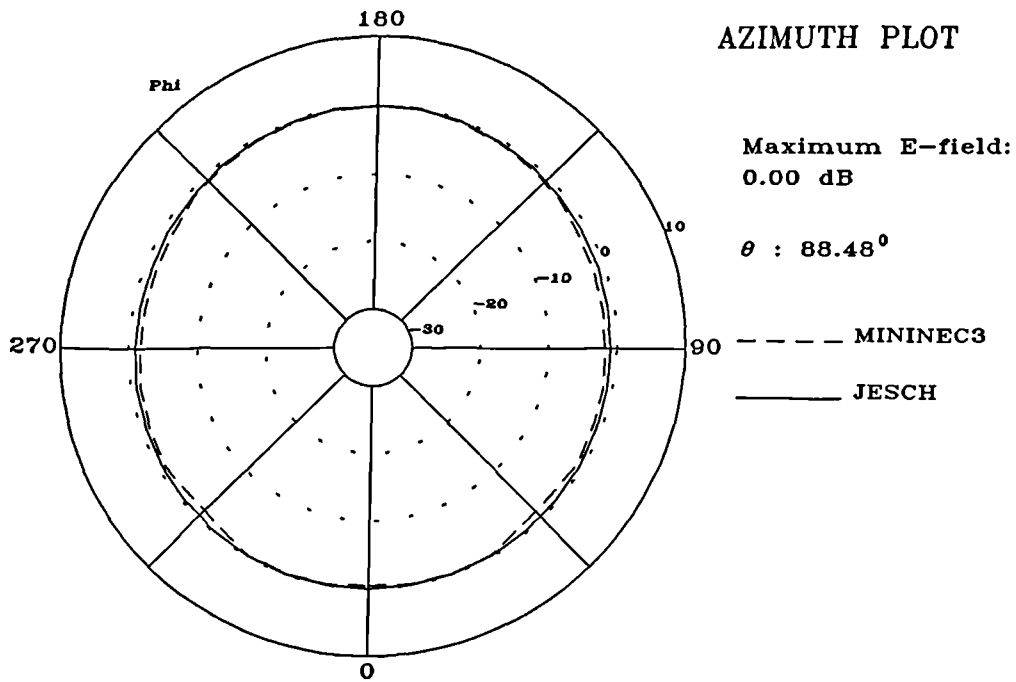 180
AZIMUTH PLOT
Phi
Maximum E-field:
0.00 dB
10
0
θ : 88.48⁰
-10
-20
-30
270
90
MININEC3
JESCH
0